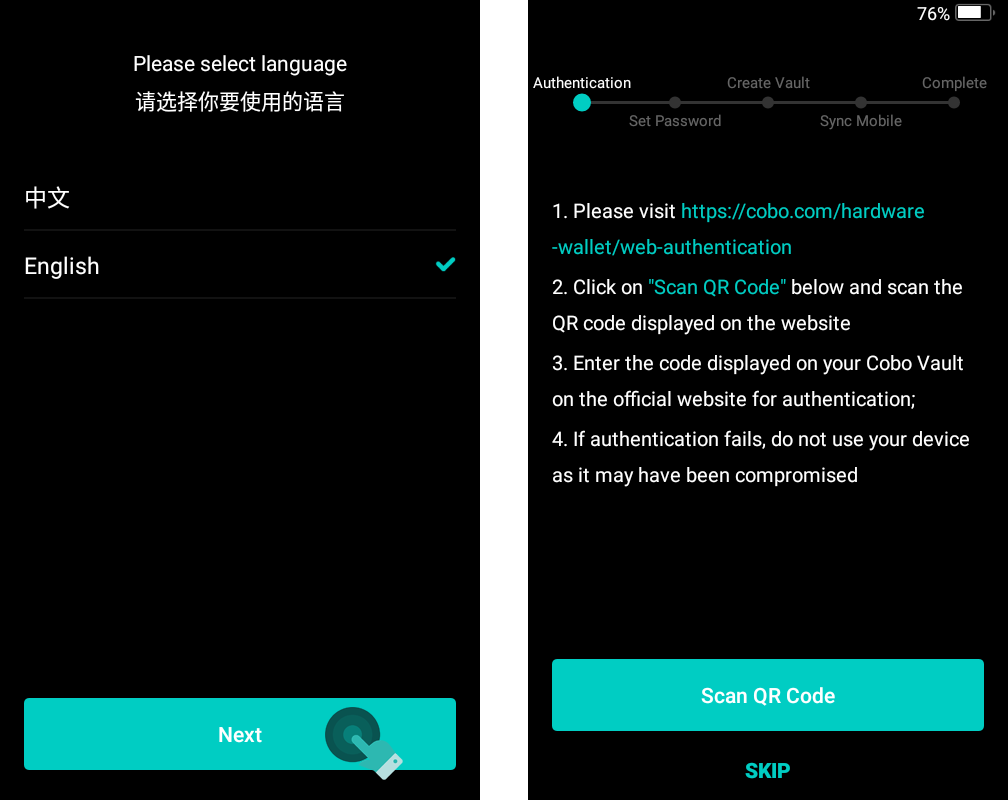 Please select language
请选择你要使用的语言
中文
English
Next
76%
Authentication
Create Vault
Complete
Set Password
Sync Mobile
1. Please visit https://cobo.com/hardware
-wallet/web-authentication
2. Click on "Scan QR Code" below and scan the
QR code displayed on the website
3. Enter the code displayed on your Cobo Vault
on the official website for authentication;
4. If authentication fails, do not use your device
as it may have been compromised
Scan QR Code
SKIP